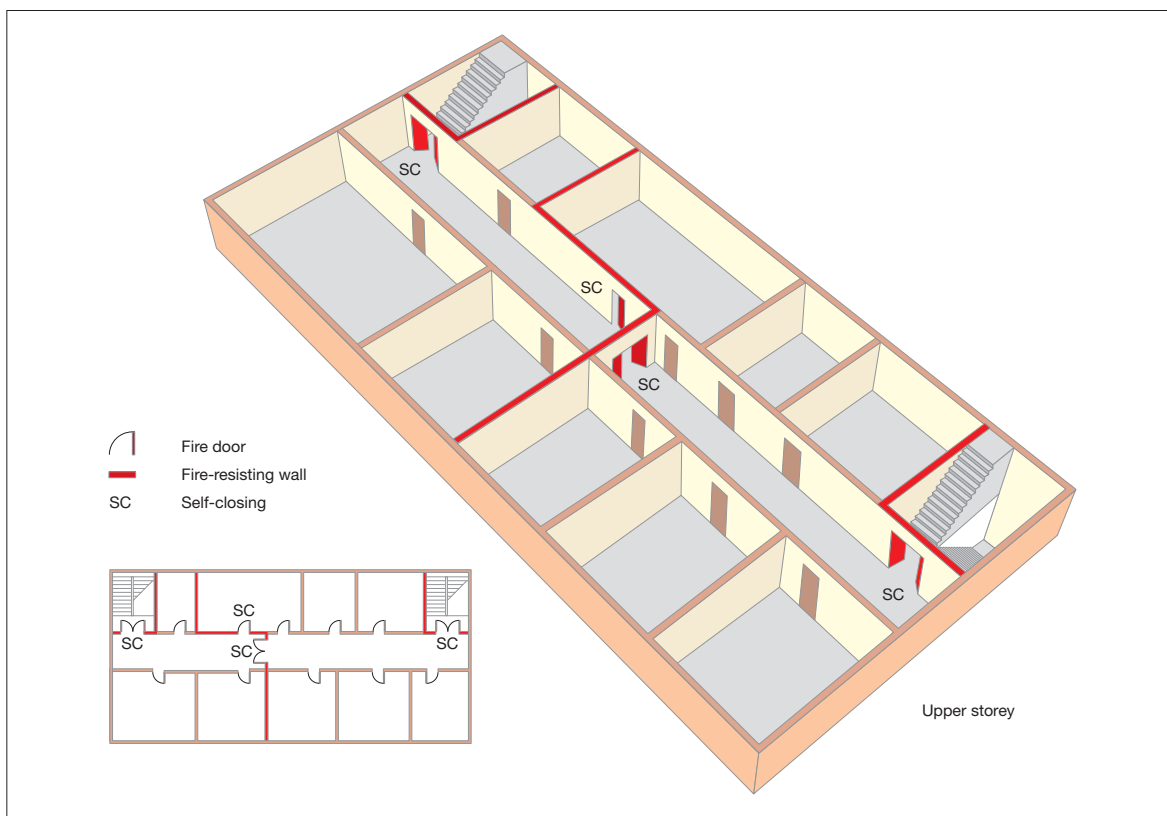 SC
SC
SC
SC
Fire door
Fire-resisting wall
SC Self-closing
SC
SC
SC
SC
Upper storey